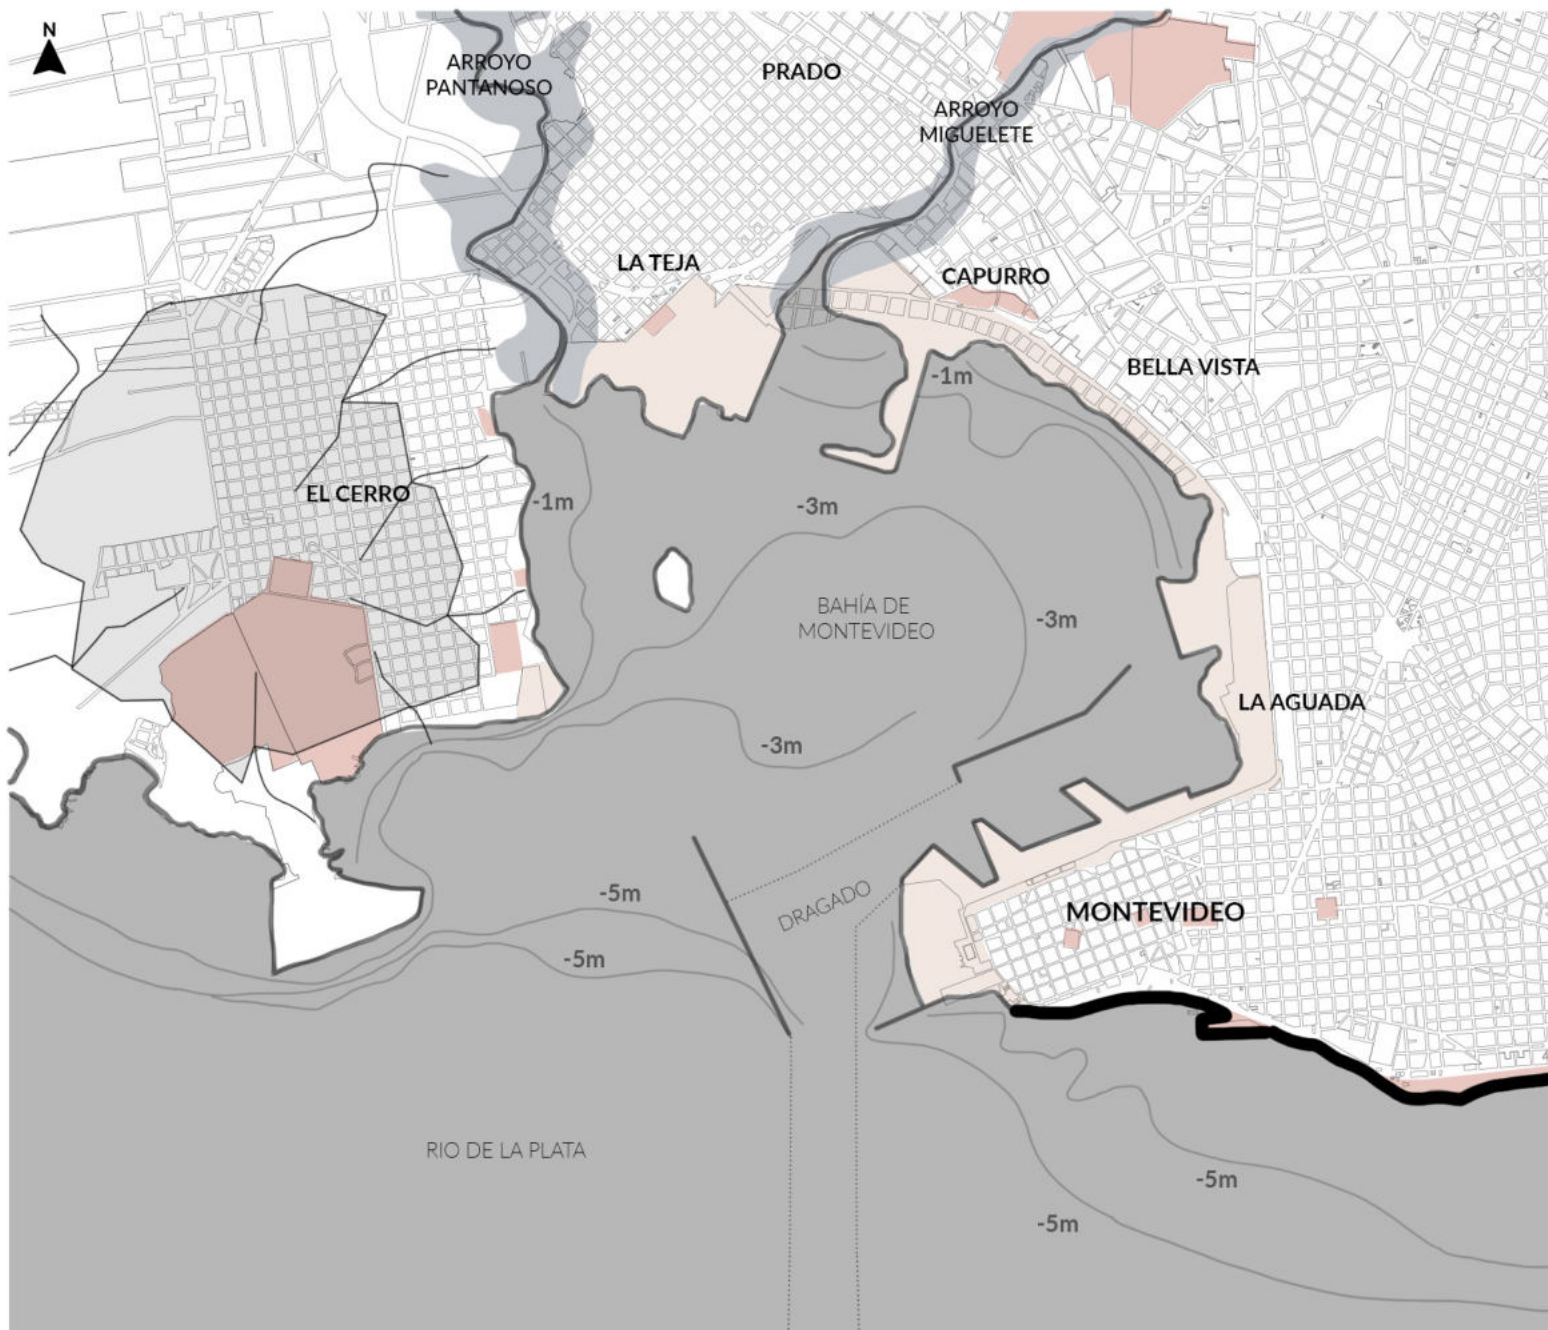 N
ARROYO
PANTANOSO
PRADO
ARROYO
MIGUELETE
LA TEJA
CAPURRO
BELLA VISTA
-1m
EL CERRO
-1m
-3m
BAHÍA DE
MONTEVIDEO
-3m
LA AGUADA
-3m
-5m
DRAGADO
MONTEVIDEO
-5m
RIO DE LA PLATA
-5m
-5m